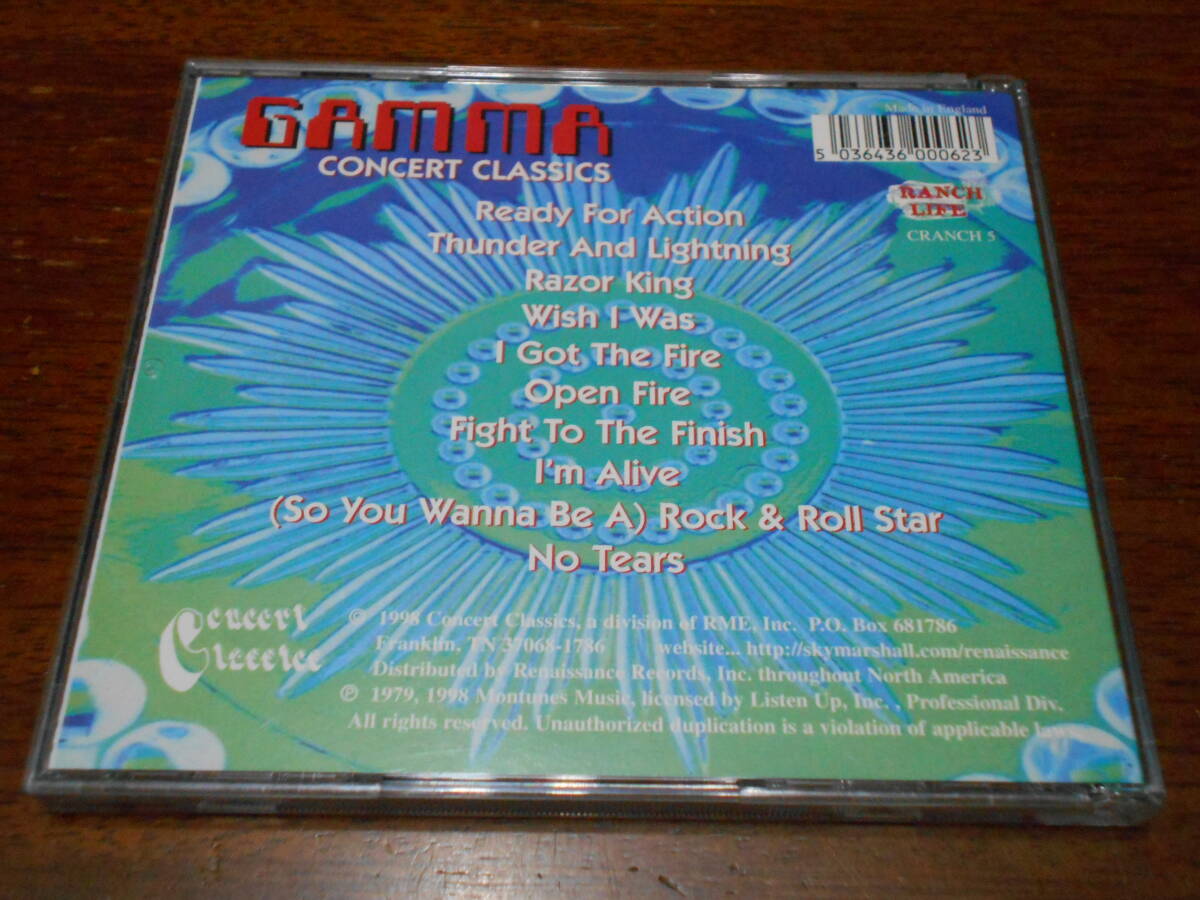 GAMMA
CONCERT CLASSICS
Made in England
5 036436 000623
RANCH
LIFE
CRANCH 5
Ready For Action
Thunder And Lightning
Razor King
Wish I Was
I Got The Fire
Open Fire
Fight To The Finish
I'm Alive
(So You Wanna Be A) Rock & Roll Star
No Tears
Concert
Classics
© 1998 Concert Classics, a division of RME, Inc. P.O. Box 681786
Franklin, TN 37068-1786 website... http://skymarshall.com/renaissance
Distributed by Renaissance Records, Inc. throughout North America
℗ 1979, 1998 Montunes Music, licensed by Listen Up, Inc. , Professional Div.
All rights reserved. Unauthorized duplication is a violation of applicable laws.